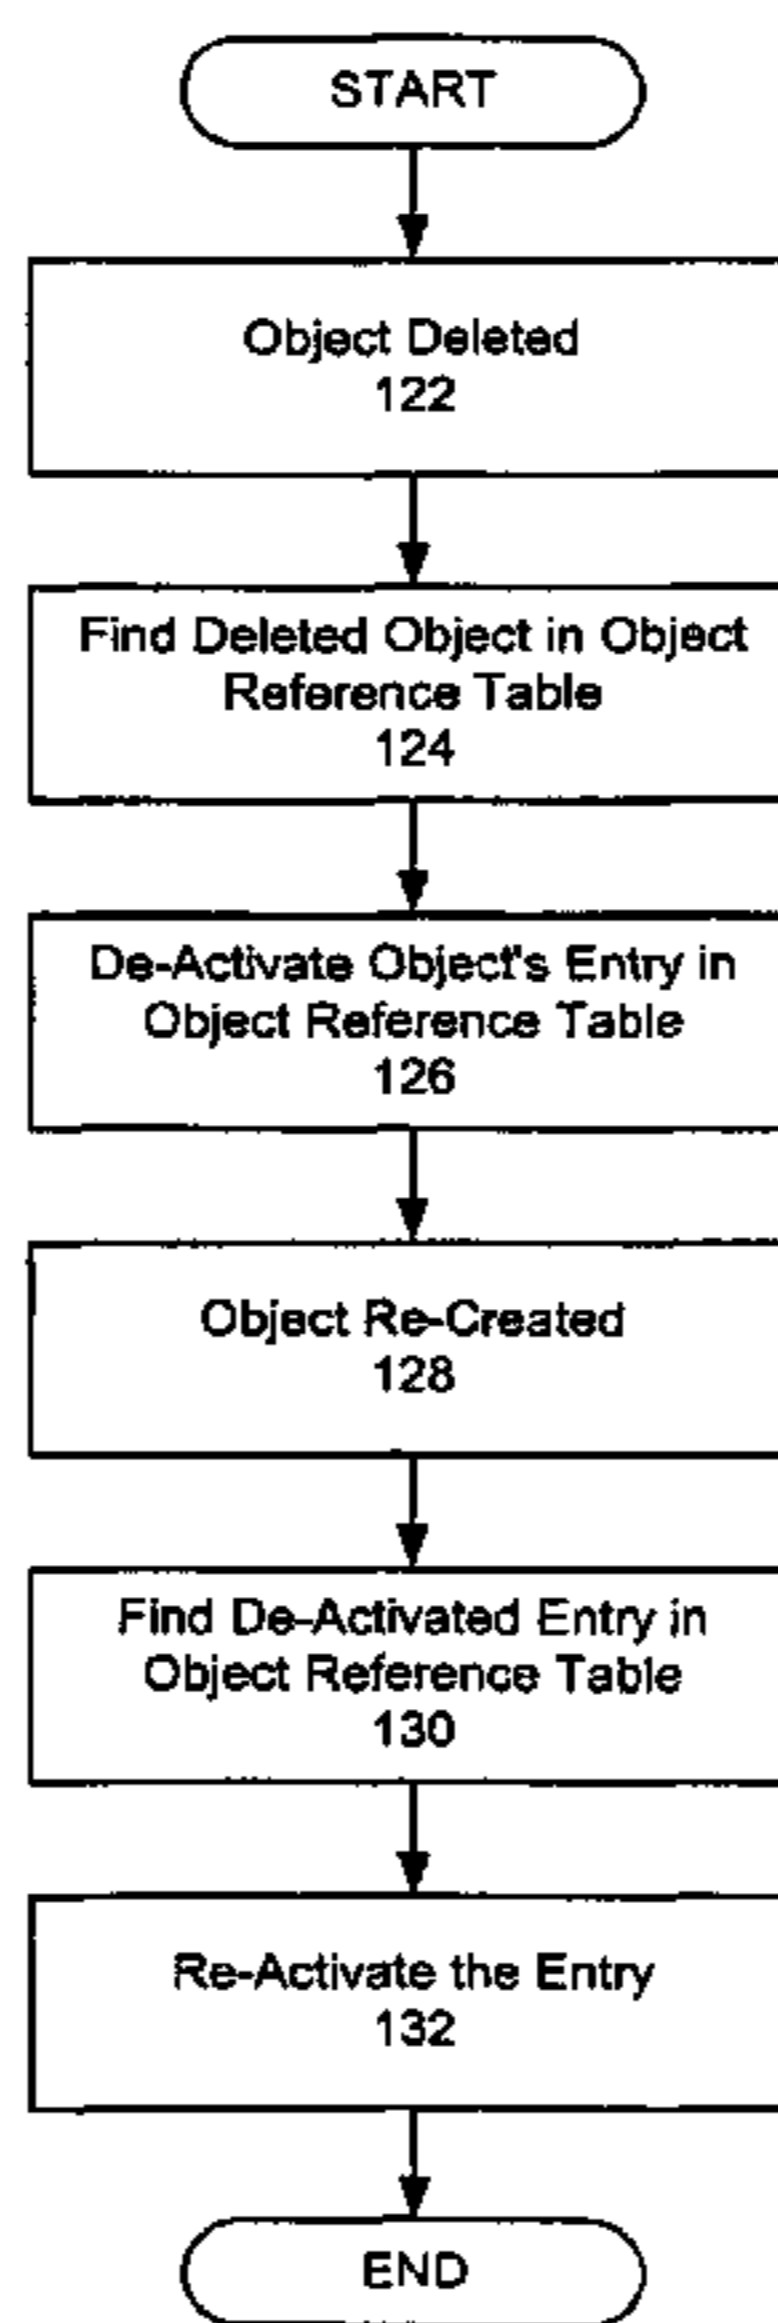 START
Object Deleted
122
Find Deleted Object in Object
Reference Table
124
De-Activate Object's Entry in
Object Reference Table
126
Object Re-Created
128
Find De-Activated Entry in
Object Reference Table
130
Re-Activate the Entry
132
END